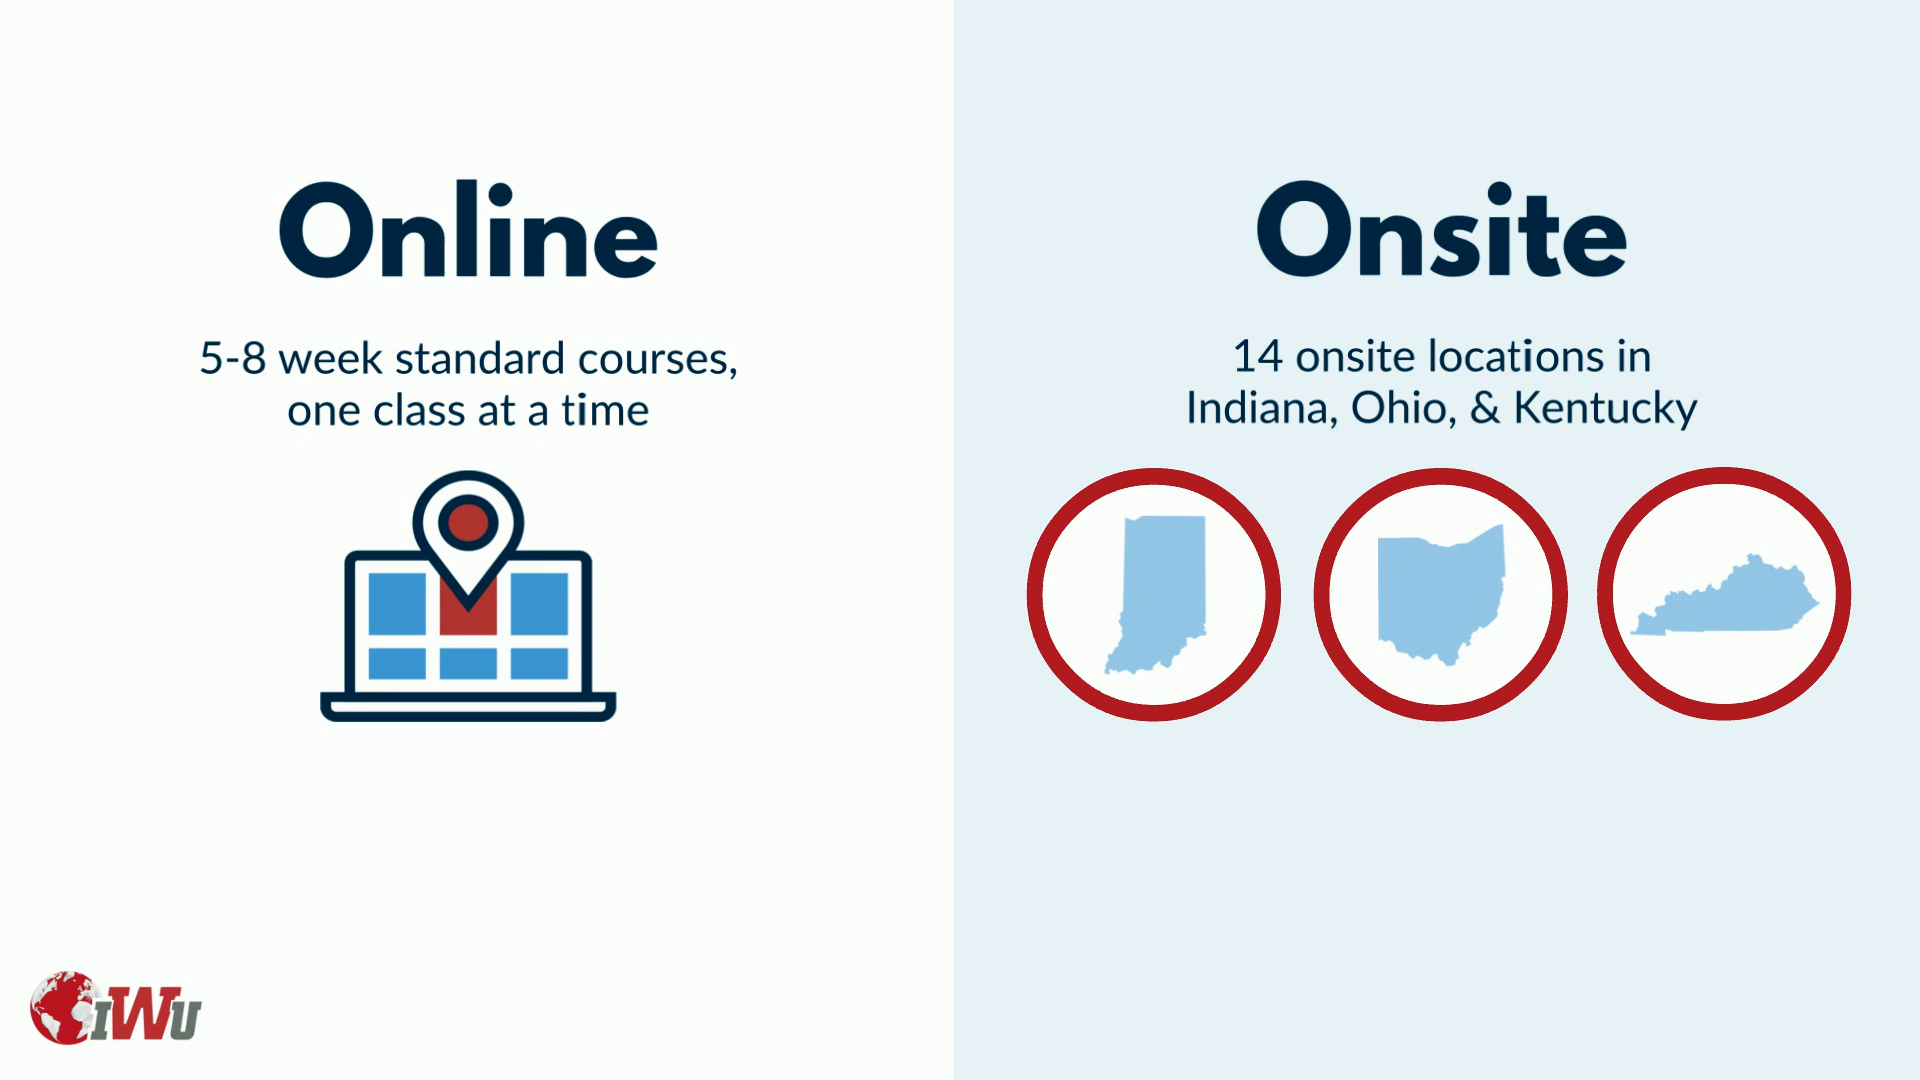 Online
5-8 week standard courses,
one class at a time
Onsite
14 onsite locations in
Indiana, Ohio, & Kentucky
IWU